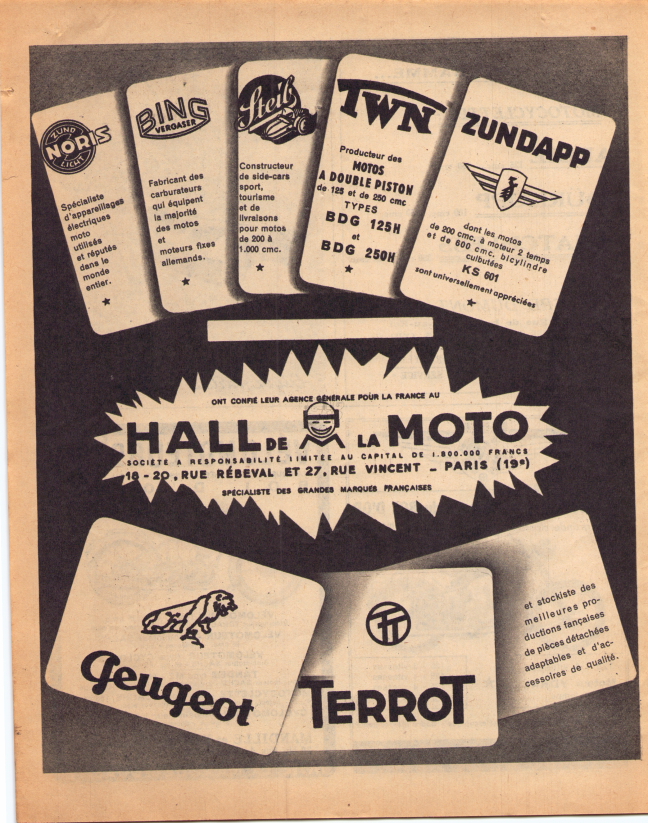 ZUND
NORIS
LICHT
Spécialiste
d'appareillages
électriques
moto
utilisés
et réputés
dans le
monde
entier.
BING
VERGASER
Fabricant des
carburateurs
qui équipent
la majorité
des motos
et
moteurs fixes
allemands.
Steib
Constructeur
de side-cars
sport,
tourisme
et de
livraisons
pour motos
de 200 à
1.000 cmc.
TWN
Producteur des
MOTOS
A DOUBLE PISTON
de 125 et de 250 cmc
TYPES
BDG 125H
et
BDG 250H
ZUNDAPP
dont les motos
de 200 cmc. à moteur 2 temps
et de 600 cmc. bicylindre
culbutées
KS 601
sont universellement appréciées
ONT CONFIÉ LEUR AGENCE GÉNÉRALE POUR LA FRANCE AU
HALL DE LA MOTO
SOCIÉTÉ A RESPONSABILITÉ LIMITÉE AU CAPITAL DE 1.800.000 FRANCS
18-20, RUE RÉBEVAL ET 27, RUE VINCENT - PARIS (19e)
SPÉCIALISTE DES GRANDES MARQUES FRANÇAISES
Peugeot
TERROT
et stockiste des
meilleures pro-
ductions fançaises
de pièces détachées
adaptables et d'ac-
cessoires de qualité.